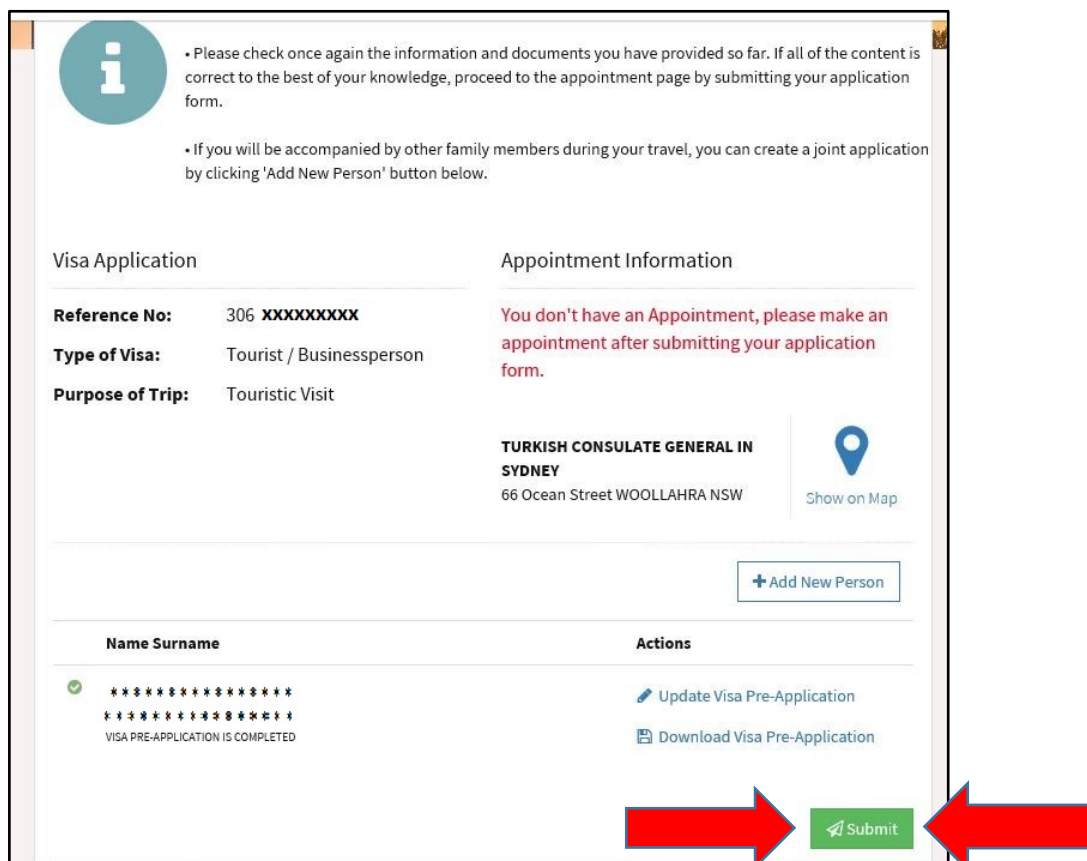 • Please check once again the information and documents you have provided so far. If all of the content is
correct to the best of your knowledge, proceed to the appointment page by submitting your application
form.
• If you will be accompanied by other family members during your travel, you can create a joint application
by clicking 'Add New Person' button below.
Visa Application
Reference No: 306 xxxxxxxxx
Type of Visa: Tourist / Businessperson
Purpose of Trip: Touristic Visit
Appointment Information
You don't have an Appointment, please make an
appointment after submitting your application
form.
TURKISH CONSULATE GENERAL IN
SYDNEY
66 Ocean Street WOOLLAHRA NSW
Show on Map
+ Add New Person
Name Surname Actions
* * * * * * * * * * * * * * * * Update Visa Pre-Application
* * * * * * * * * * * * * * * * *
VISA PRE-APPLICATION IS COMPLETED Download Visa Pre-Application
Submit